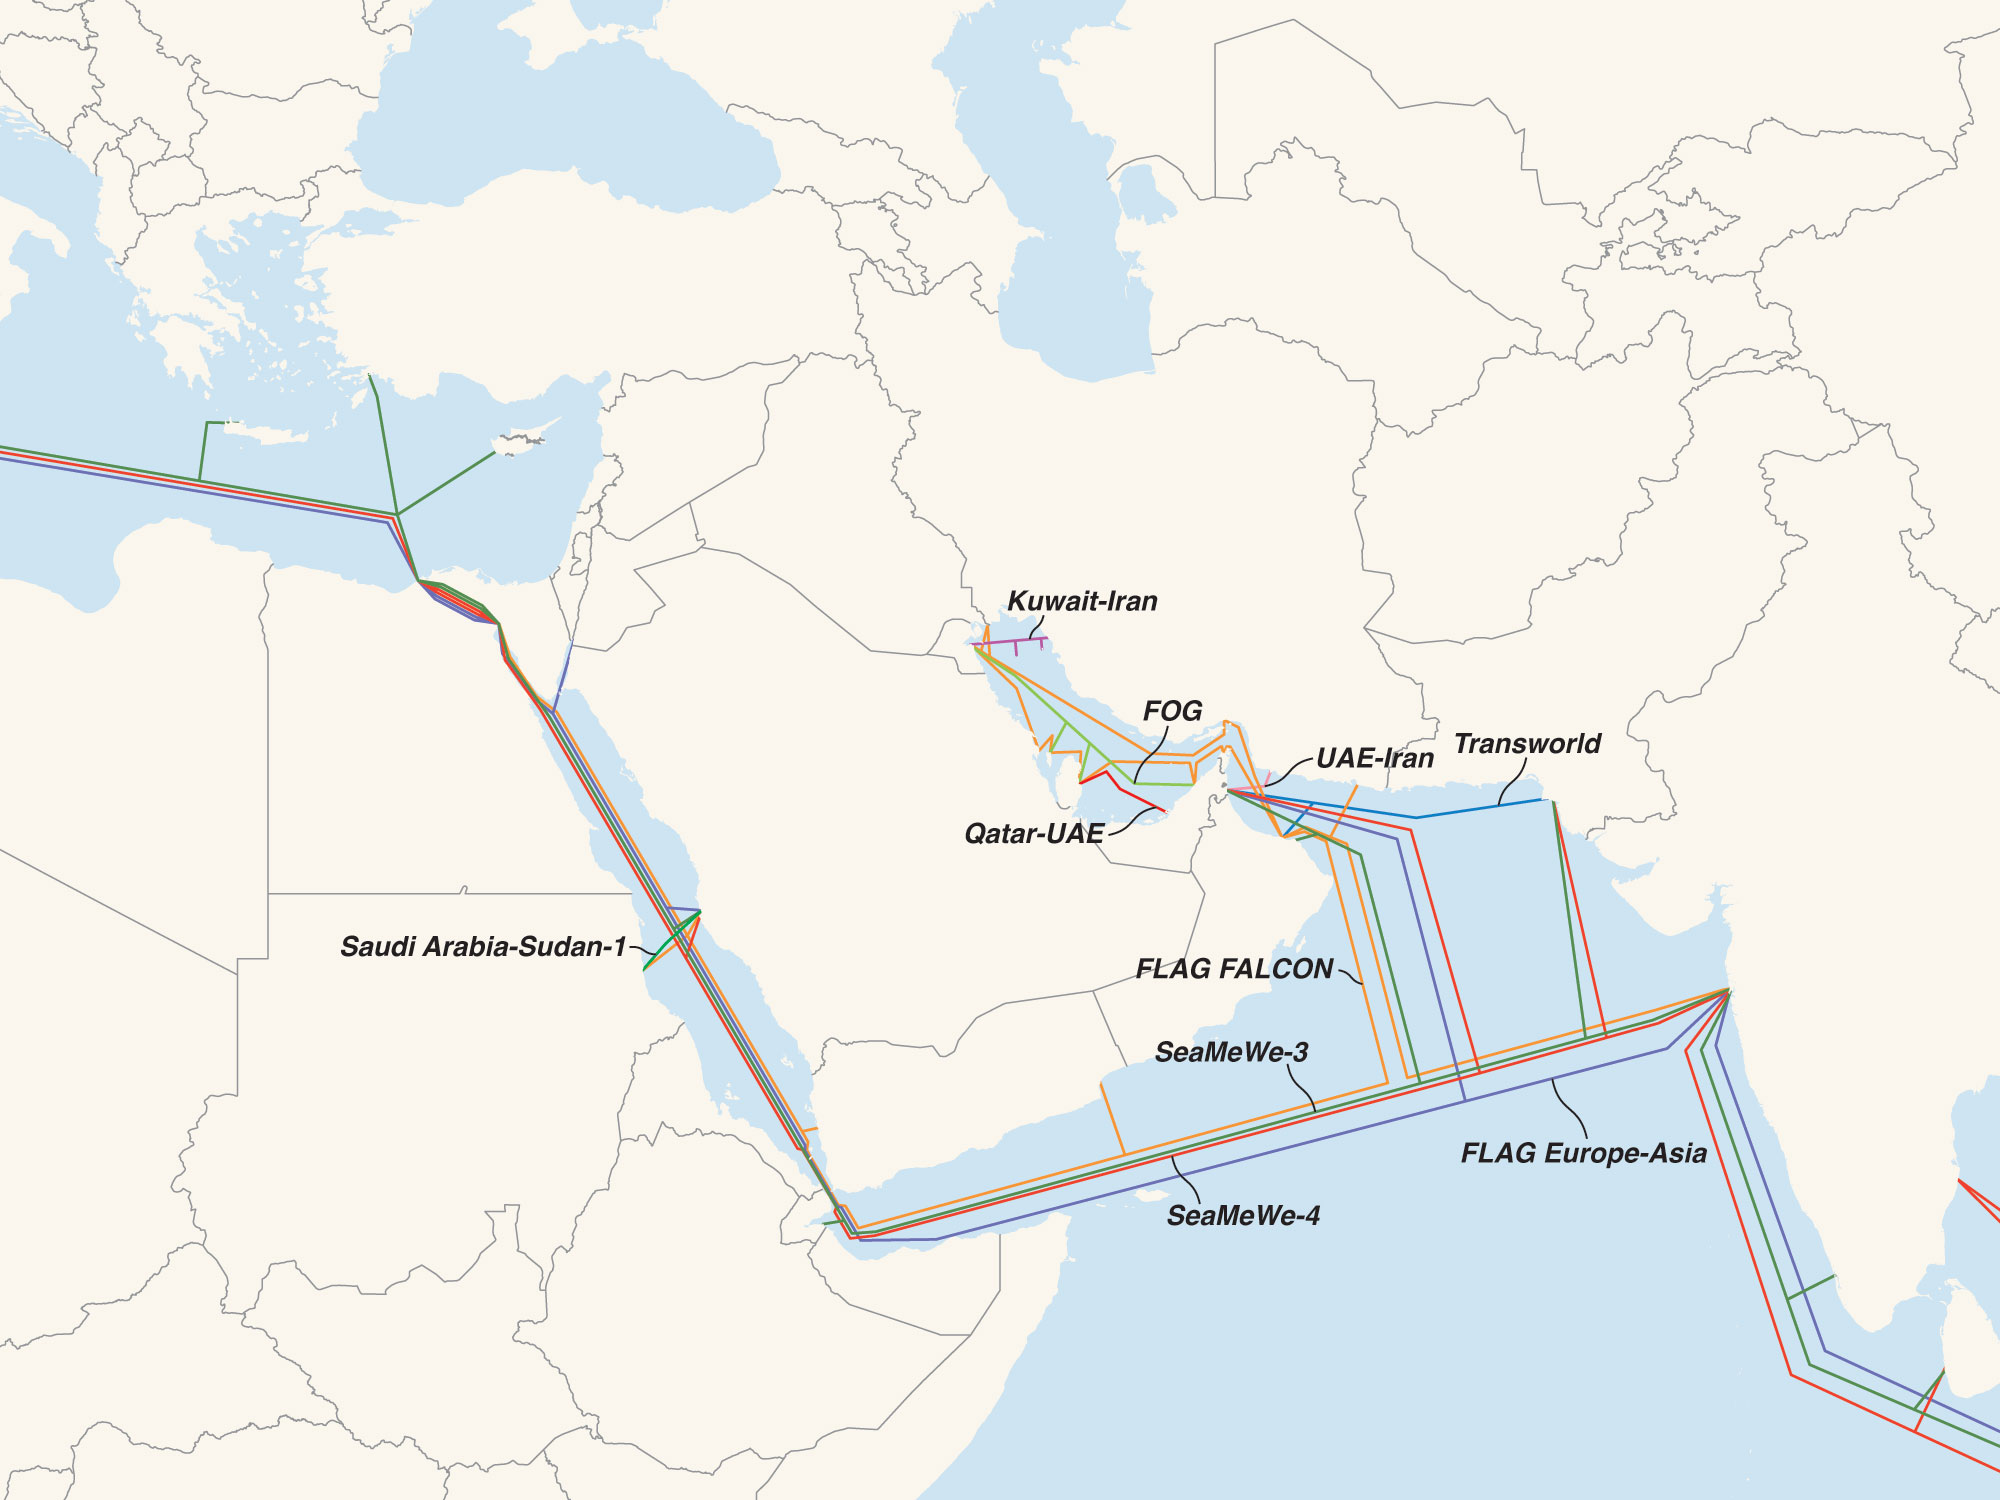 Kuwait-Iran
FOG
UAE-Iran
Transworld
Qatar-UAE
Saudi Arabia-Sudan-1
FLAG FALCON
SeaMeWe-3
FLAG Europe-Asia
SeaMeWe-4